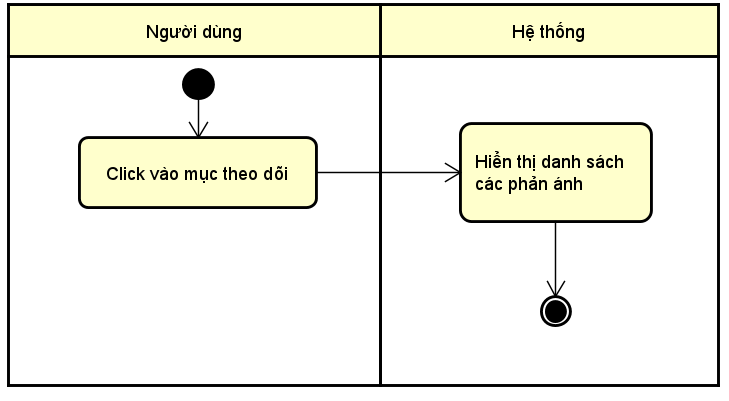 Người dùng
Hệ thống
Click vào mục theo dõi
Hiển thị danh sách
các phản ánh